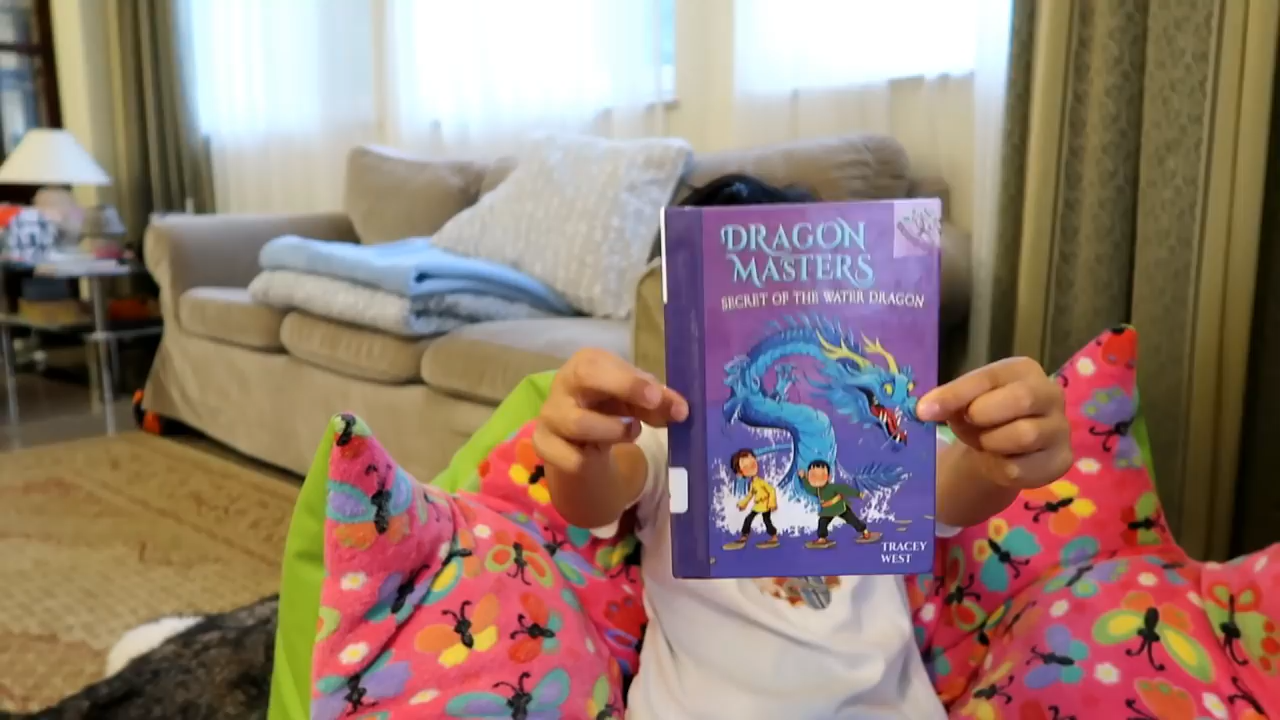 DRAGON
MASTERS
SECRET OF THE WATER DRAGON
TRACEY
WEST